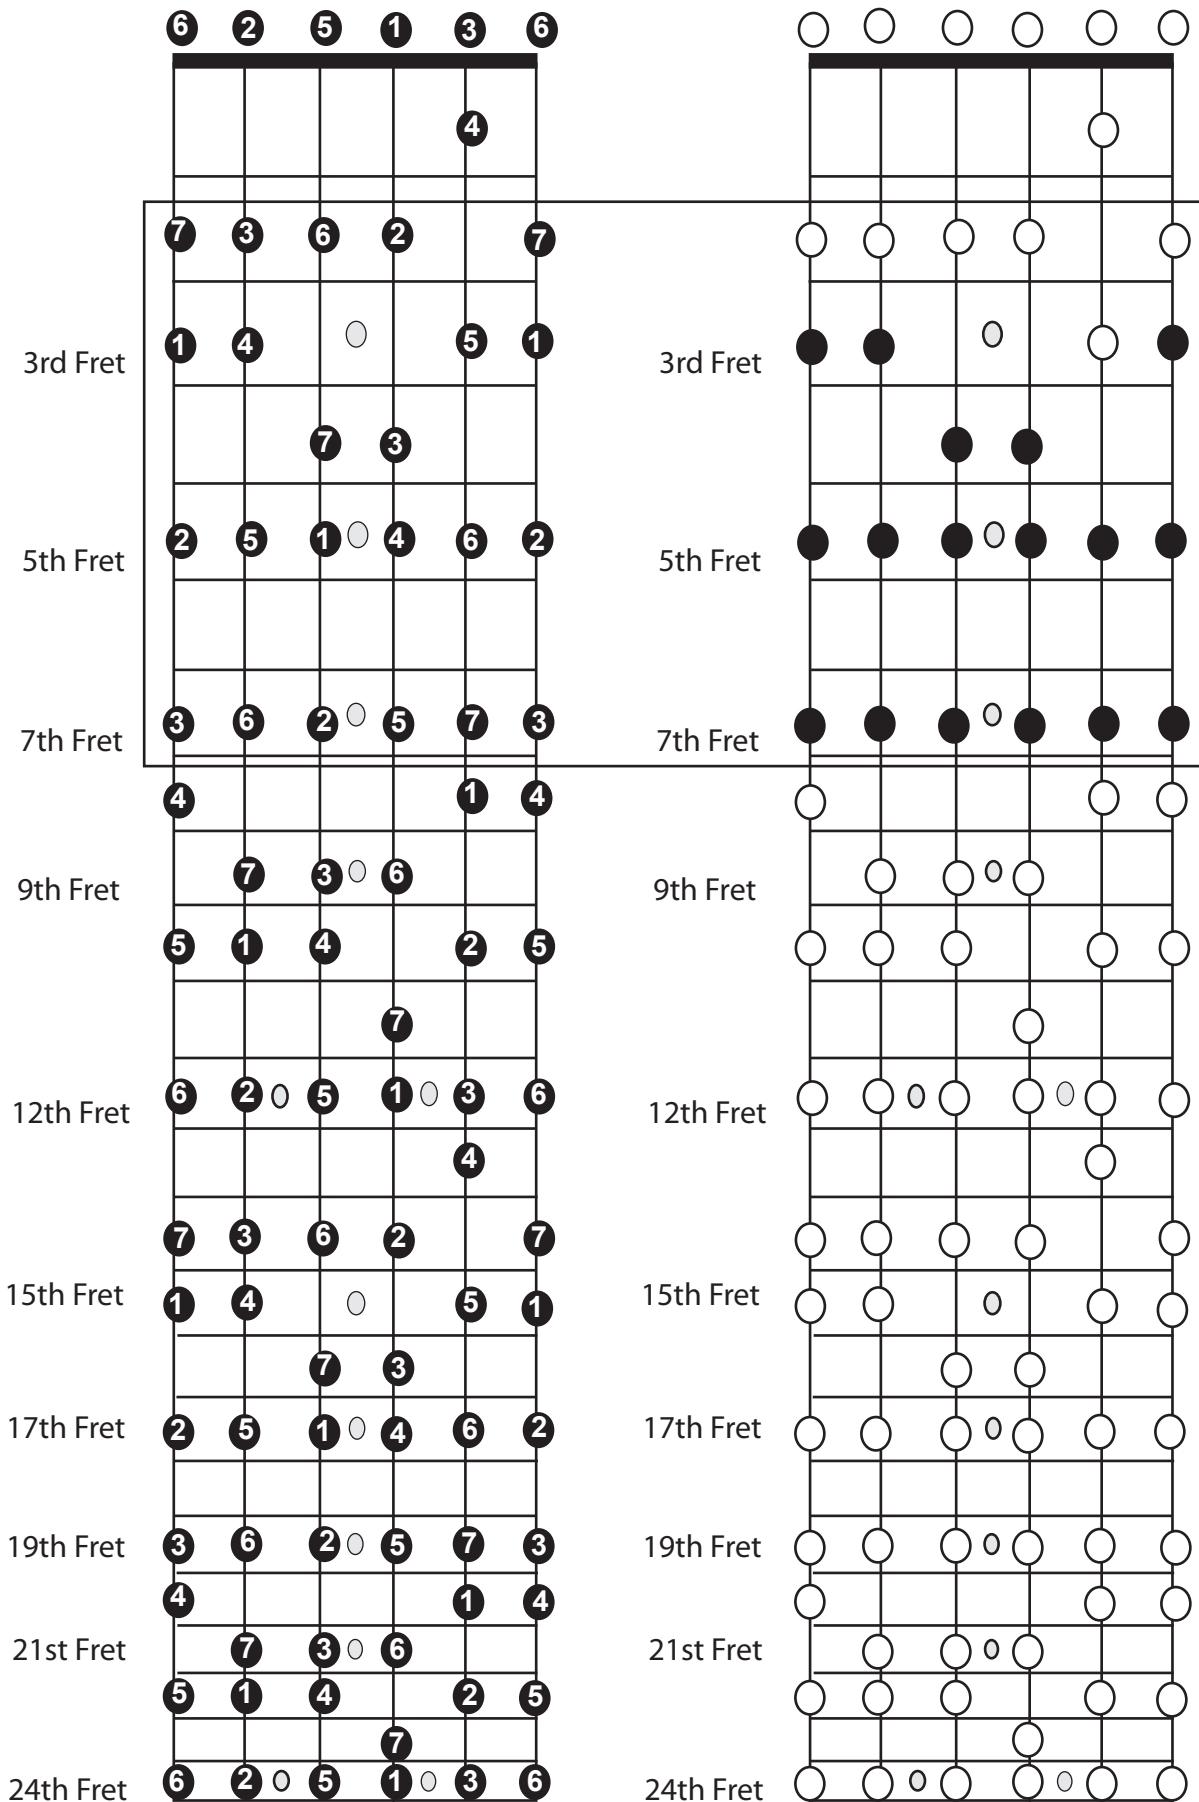 6 2 5 1 3 6
4
7 3 6 2 7
3rd Fret 1 4 5 1 3rd Fret
7 3
5th Fret 2 5 1 4 6 2 5th Fret
7th Fret 3 6 2 5 7 3 7th Fret
4 1 4
9th Fret 7 3 6 9th Fret
5 1 4 2 5
7
12th Fret 6 2 5 1 3 6 12th Fret
4
7 3 6 2 7
15th Fret 1 4 5 1 15th Fret
7 3
17th Fret 2 5 1 4 6 2 17th Fret
19th Fret 3 6 2 5 7 3 19th Fret
4 1 4
21st Fret 7 3 6 21st Fret
5 1 4 2 5
7
24th Fret 6 2 5 1 3 6 24th Fret